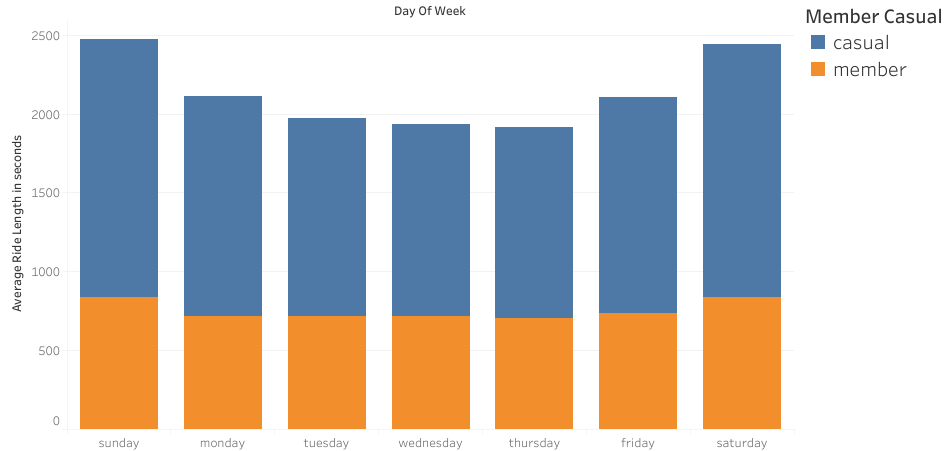 Day Of Week
Member Casual
casual
member
Average Ride Length in seconds
2500
2000
1500
1000
500
0
sunday
monday
tuesday
wednesday
thursday
friday
saturday